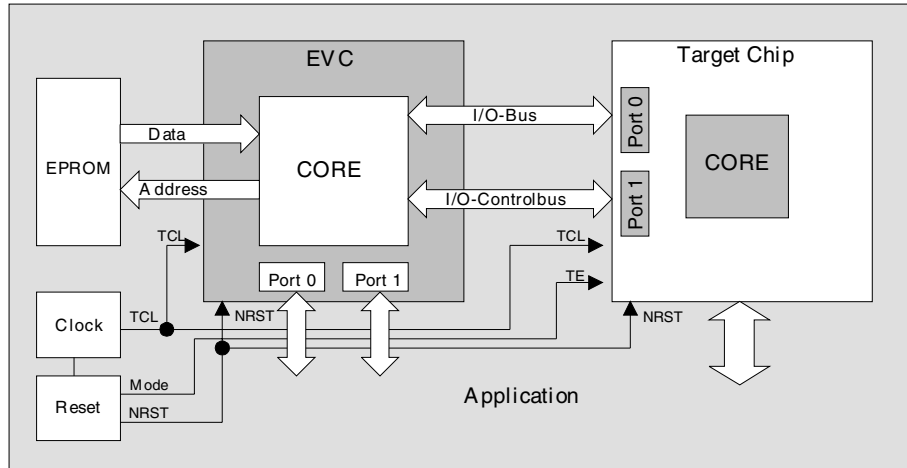 EVC
Target Chip
Data
I/O-Bus
Port 0
EPROM
CORE
CORE
Address
I/O-Controlbus
Port 1
TCL
TCL
Port 0
Port 1
TE
Clock
TCL
NRST
NRST
Mode
Reset
NRST
Application